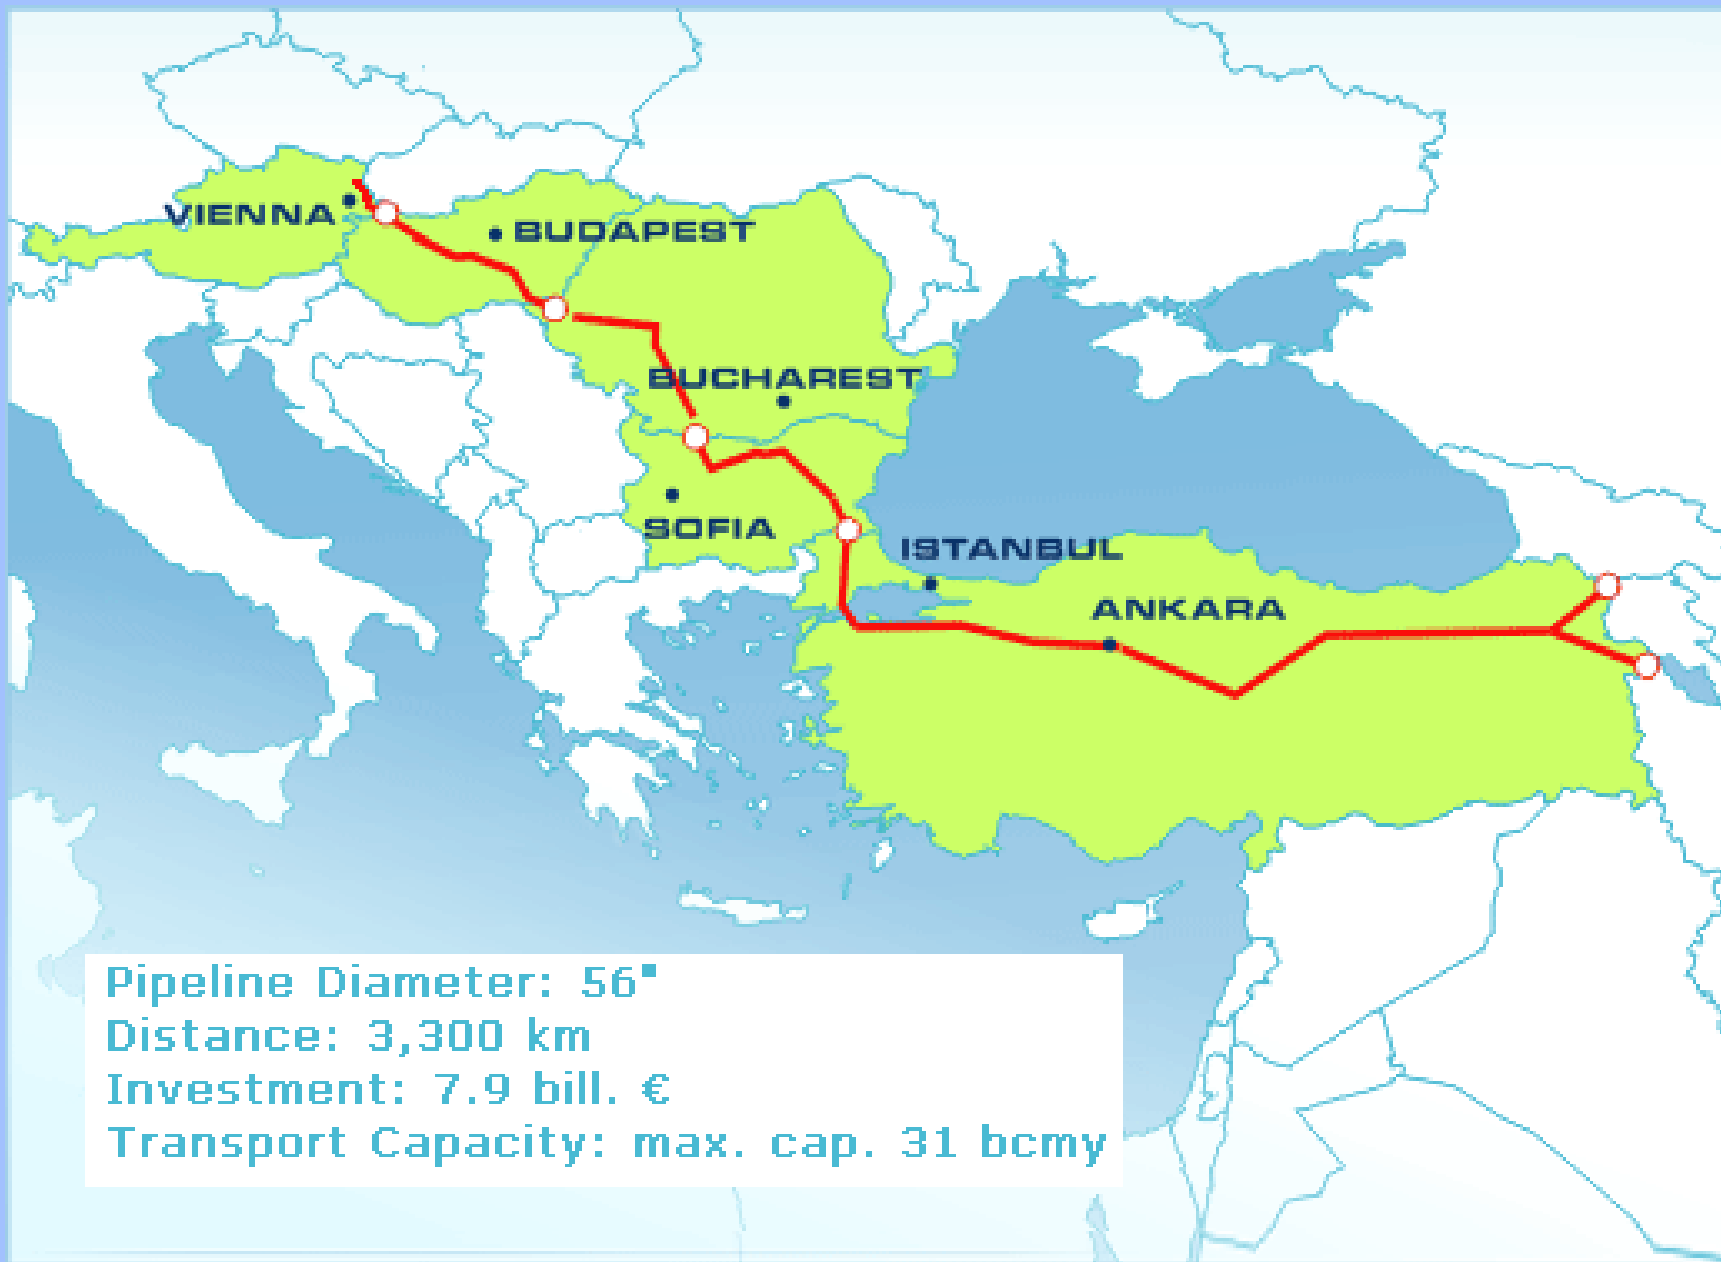 VIENNA
BUDAPEST
BUCHAREST
SOFIA
ISTANBUL
ANKARA
Pipeline Diameter: 56"
Distance: 3,300 km
Investment: 7.9 bill. €
Transport Capacity: max. cap. 31 bcmy